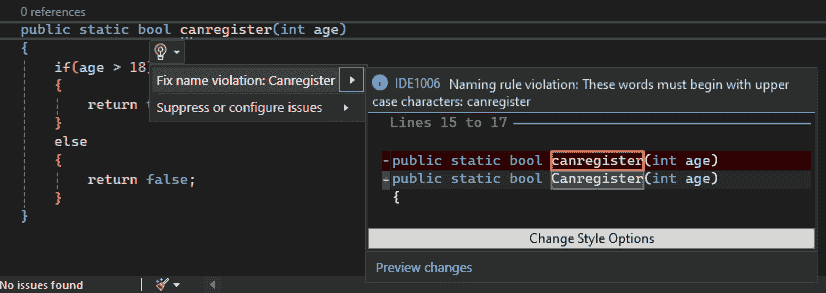 0 references
public static bool canregister(int age)
{
if(age > 18)
{
return
}
else
{
return false;
}
}
Fix name violation: Canregister
Suppress or configure issues
IDE1006 Naming rule violation: These words must begin with upper
case characters: canregister
Lines 15 to 17
-public static bool canregister(int age)
-public static bool Canregister(int age)
{
Change Style Options
Preview changes
No issues found